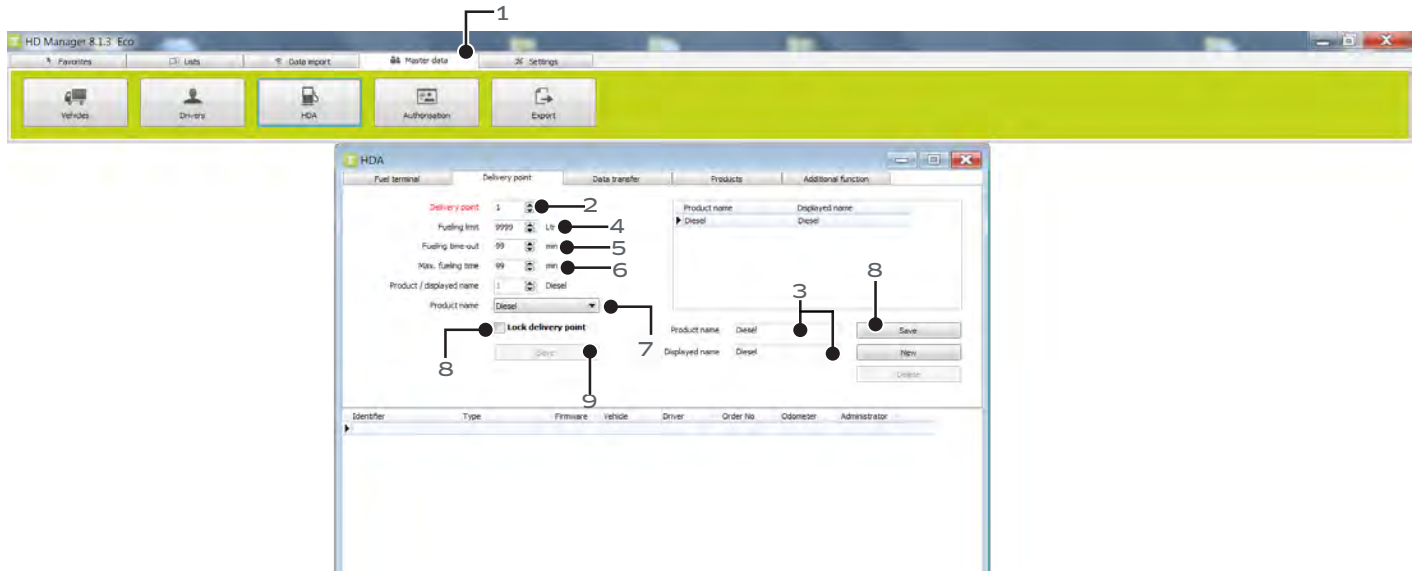 1
HD Manager 8.1.3 Eco
Favorites Lists Data import Master data Settings
Vehicles Drivers HDA Authorisation Export
HDA
Fuel terminal Delivery point Data transfer Products Additional function
Delivery point 1 2 Product name Displayed name
Fueling limit 9999 Ltr 4 Diesel Diesel
Fueling time-out 99 min 5
Max. fueling time 99 min 6
Product / displayed name 1 Diesel
Product name Diesel 7
3 8
8 Lock delivery point Product name Diesel Save
Save 9 Displayed name Diesel New
Delete
Identifier Type Firmware Vehicle Driver Order No Odometer Administrator